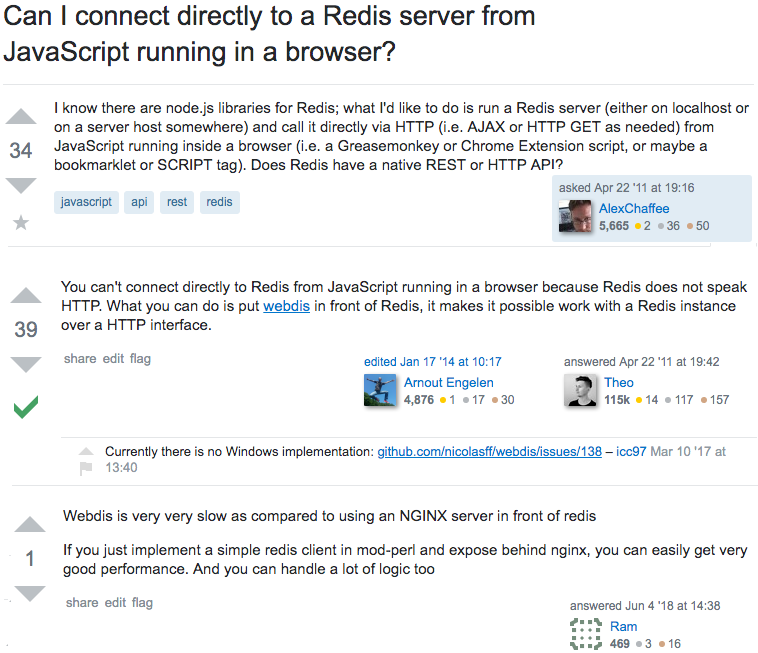 Can I connect directly to a Redis server from
JavaScript running in a browser?
I know there are node.js libraries for Redis; what I'd like to do is run a Redis server (either on localhost or
on a server host somewhere) and call it directly via HTTP (i.e. AJAX or HTTP GET as needed) from
JavaScript running inside a browser (i.e. a Greasemonkey or Chrome Extension script, or maybe a
bookmarklet or SCRIPT tag). Does Redis have a native REST or HTTP API?
34
javascript api rest redis
asked Apr 22 '11 at 19:16
AlexChaffee
5,665 2 36 50
You can't connect directly to Redis from JavaScript running in a browser because Redis does not speak
HTTP. What you can do is put webdis in front of Redis, it makes it possible work with a Redis instance
over a HTTP interface.
39
share edit flag
edited Jan 17 '14 at 10:17
Arnout Engelen
4,876 1 17 30
answered Apr 22 '11 at 19:42
Theo
115k 14 117 157
Currently there is no Windows implementation: github.com/nicolasff/webdis/issues/138 – icc97 Mar 10 '17 at
13:40
Webdis is very very slow as compared to using an NGINX server in front of redis
1
If you just implement a simple redis client in mod-perl and expose behind nginx, you can easily get very
good performance. And you can handle a lot of logic too
share edit flag
answered Jun 4 '18 at 14:38
Ram
469 3 16